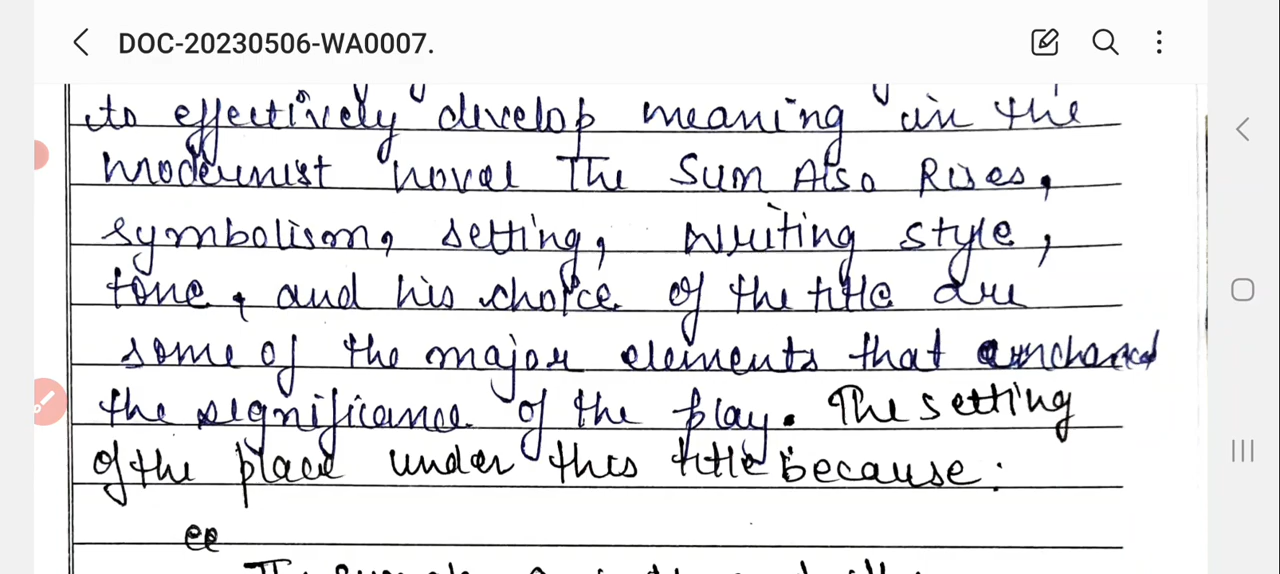 DOC-20230506-WA0007.
to effectively develop meaning in the
modernist novel The Sun Also Rises,
symbolism, setting, writing style,
tone, and his choice of the title are
some of the major elements that
the significance of the play. The setting
of the place under this title because:
ee